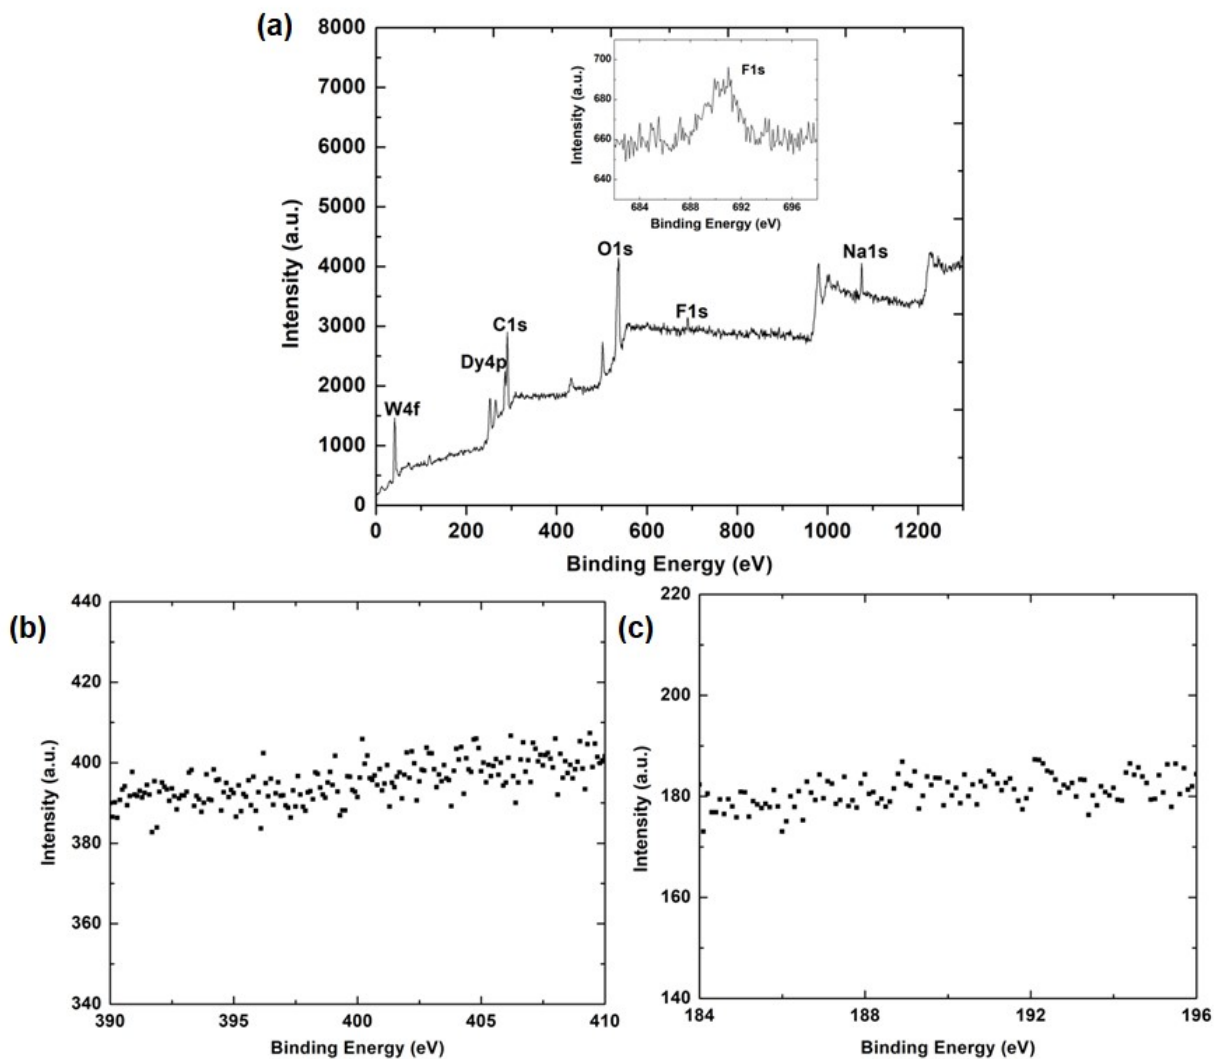 (a)
8000
7000
6000
5000
4000
3000
2000
1000
0
Intensity (a.u.)
0 200 400 600 800 1000 1200
Binding Energy (eV)
W4f
Dy4p
C1s
O1s
F1s
Na1s
700
680
660
640
Intensity (a.u.)
F1s
684 688 692 696
Binding Energy (eV)
(b)
440
420
400
380
360
340
Intensity (a.u.)
390 395 400 405 410
Binding Energy (eV)
(c)
220
200
180
160
140
Intensity (a.u.)
184 188 192 196
Binding Energy (eV)